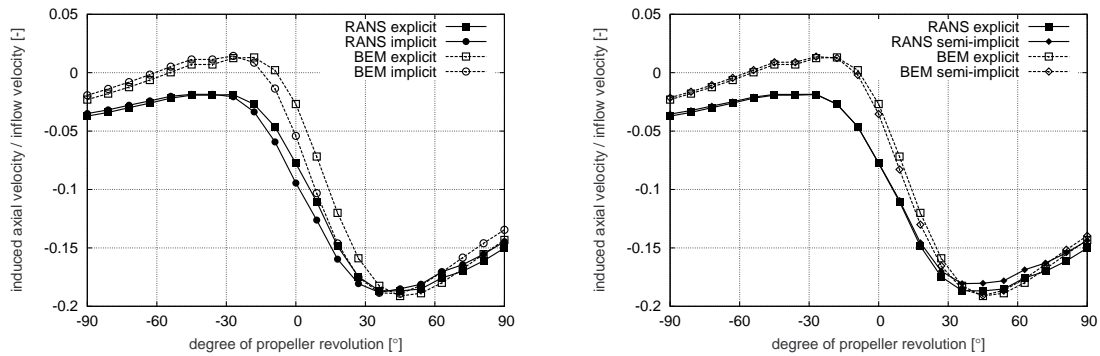 induced axial velocity / inflow velocity [-]
0.05
0
-0.05
-0.1
-0.15
-0.2
-90
-60
-30
0
30
60
90
degree of propeller revolution [°]
RANS explicit
RANS implicit
BEM explicit
BEM implicit
induced axial velocity / inflow velocity [-]
0.05
0
-0.05
-0.1
-0.15
-0.2
-90
-60
-30
0
30
60
90
degree of propeller revolution [°]
RANS explicit
RANS semi-implicit
BEM explicit
BEM semi-implicit